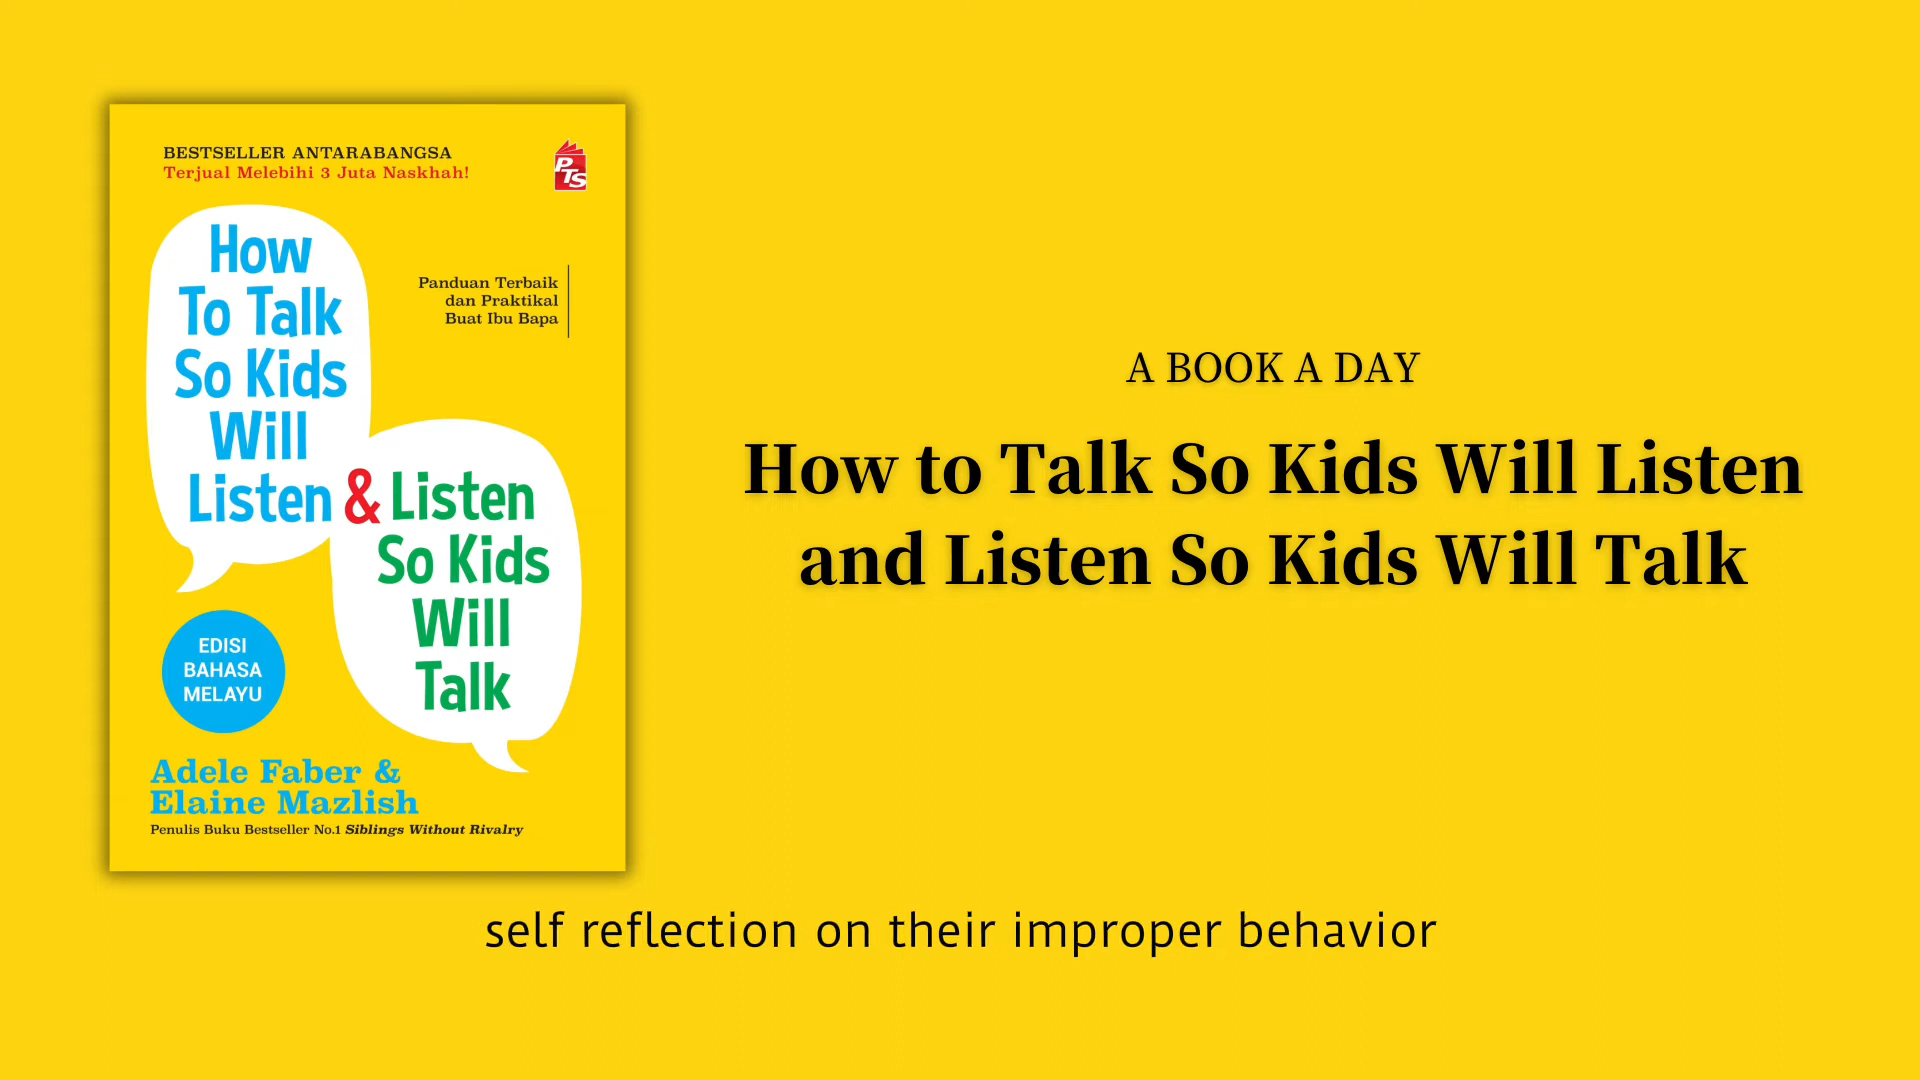 BESTSELLER ANTARABANGSA
Terjual Melebihi 3 Juta Naskhah!
PTS
How
To Talk
So Kids
Will
Listen & Listen
So Kids
Will
Talk
Panduan Terbaik
dan Praktikal
Buat Ibu Bapa
EDISI
BAHASA
MELAYU
Adele Faber &
Elaine Mazlish
Penulis Buku Bestseller No.1 Siblings Without Rivalry
A BOOK A DAY
How to Talk So Kids Will Listen
and Listen So Kids Will Talk
self reflection on their improper behavior